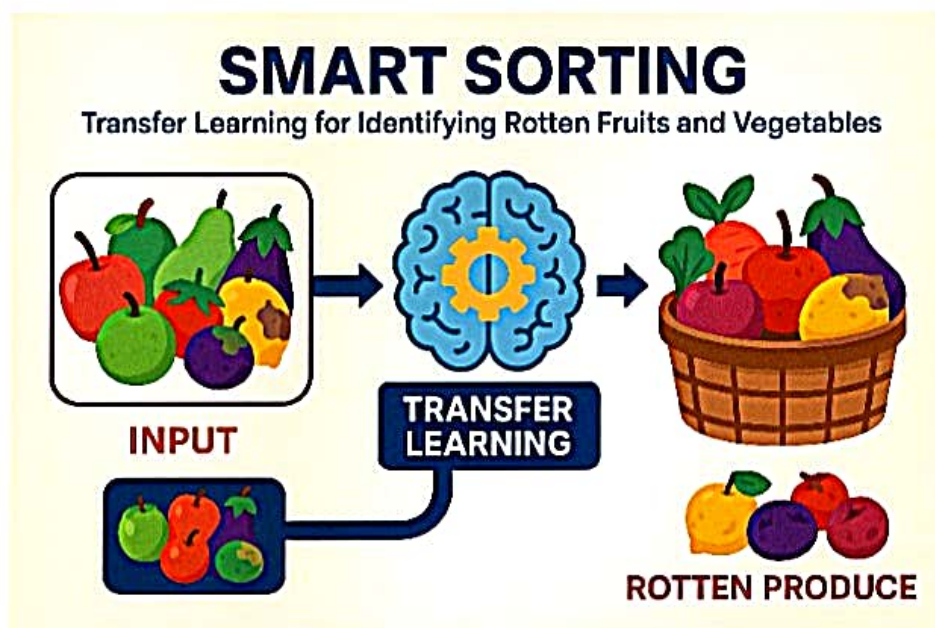 SMART SORTING
Transfer Learning for Identifying Rotten Fruits and Vegetables
INPUT
TRANSFER
LEARNING
ROTTEN PRODUCE